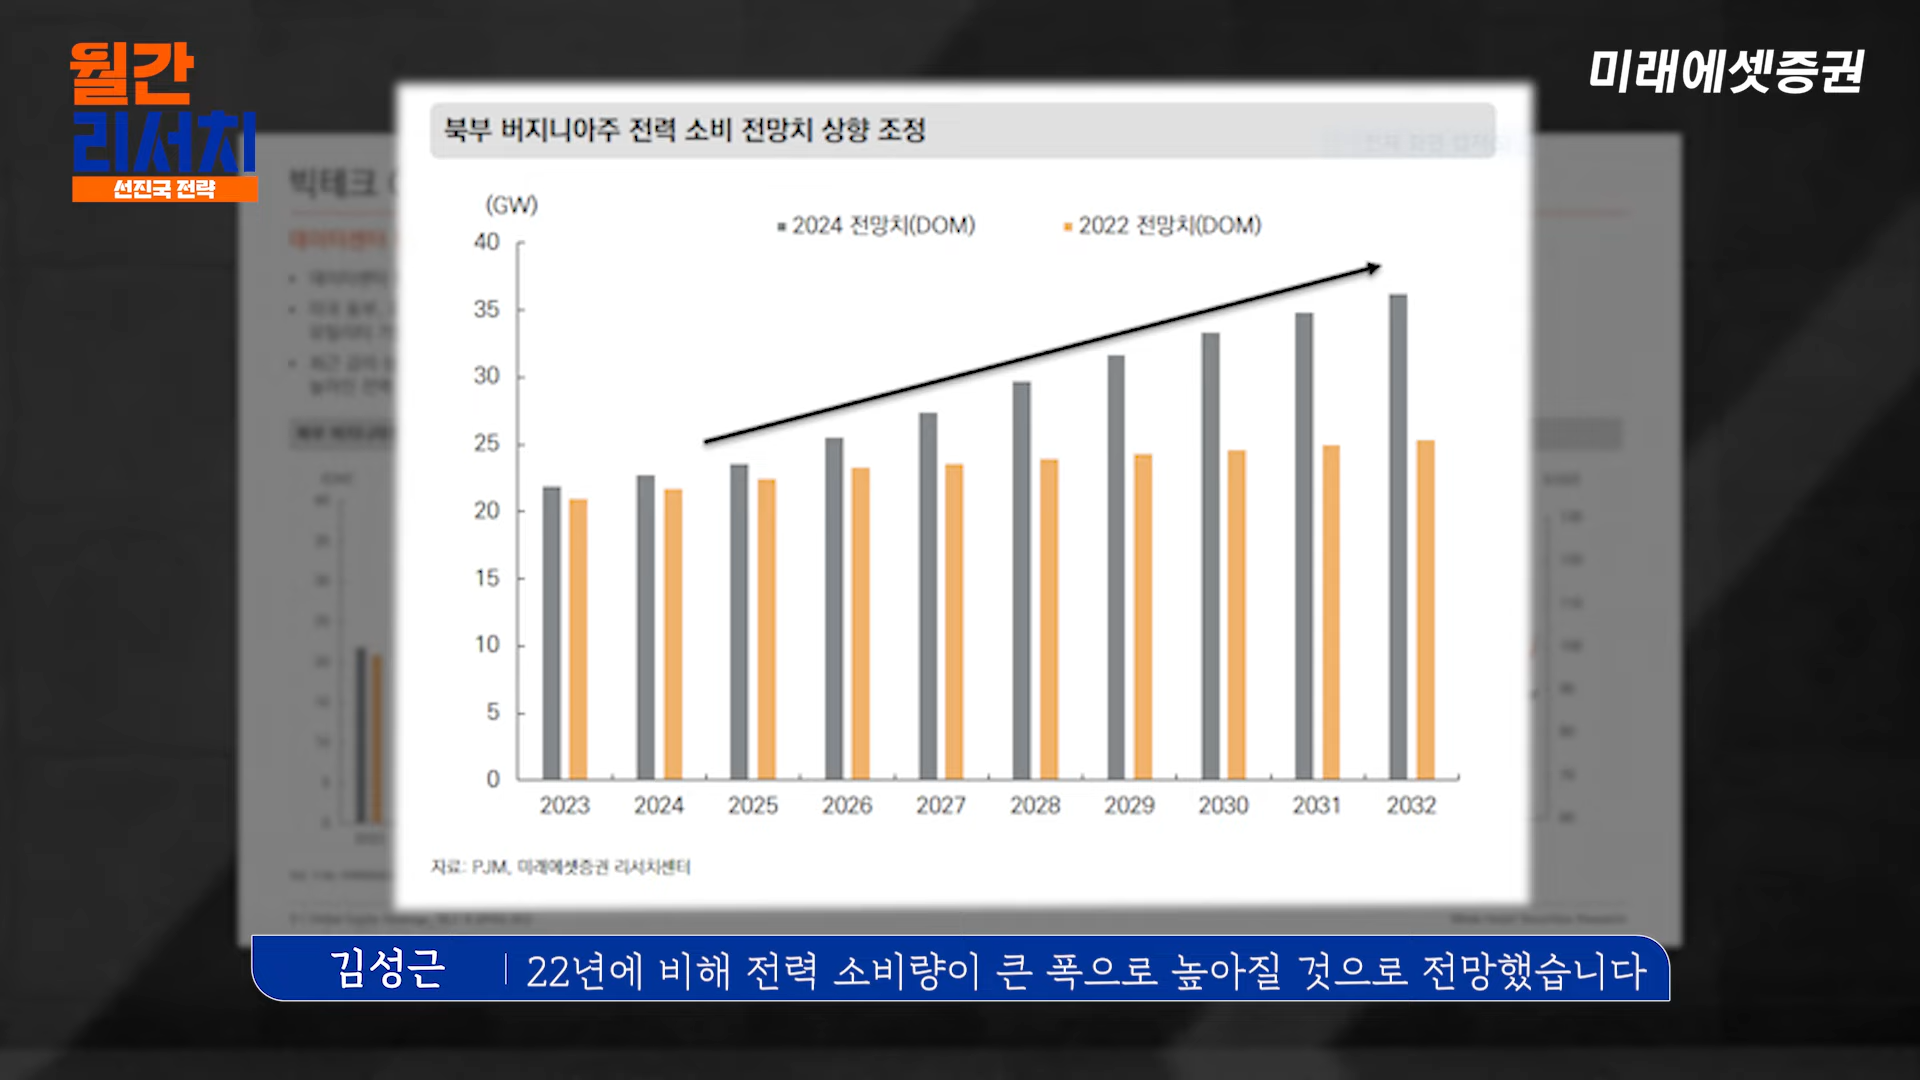 월간
리서치
선진국 전략
미래에셋증권
빅테크
북부 버지니아주 전력 소비 전망치 상향 조정
(GW)
2024 전망치(DOM) 2022 전망치(DOM)
40
35
30
25
20
15
10
5
0
2023 2024 2025 2026 2027 2028 2029 2030 2031 2032
자료: PJM, 미래에셋증권 리서치센터
김성근 | 22년에 비해 전력 소비량이 큰 폭으로 높아질 것으로 전망했습니다